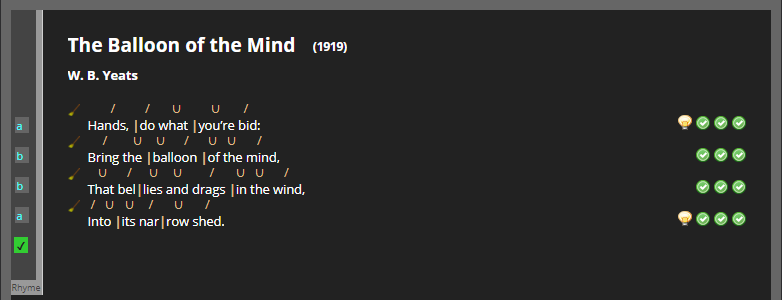 The Balloon of the Mind (1919)
W. B. Yeats
/ / U U /
a Hands, |do what |you're bid:
/ U U / U U /
b Bring the |balloon |of the mind,
U / U U / U U /
b That bel|lies and drags |in the wind,
/ U U / U /
a Into |its nar|row shed.
Rhyme